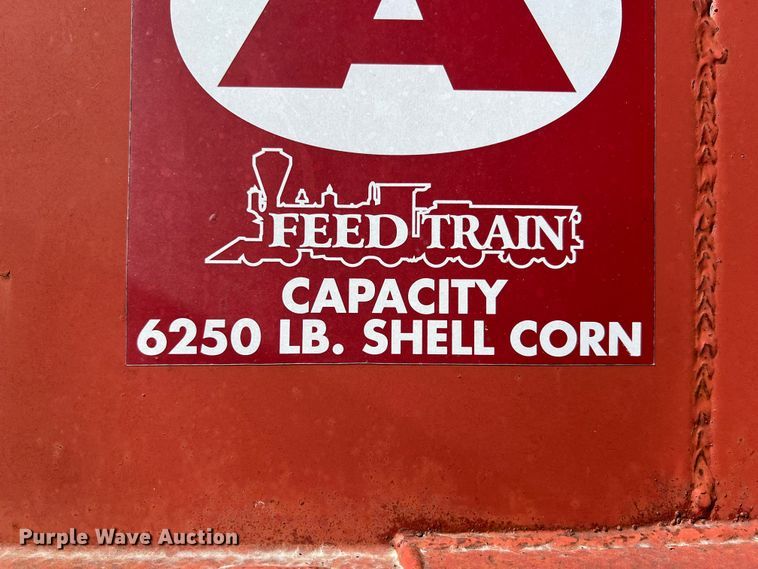 A
FEED TRAIN
CAPACITY
6250 LB. SHELL CORN
Purple Wave Auction